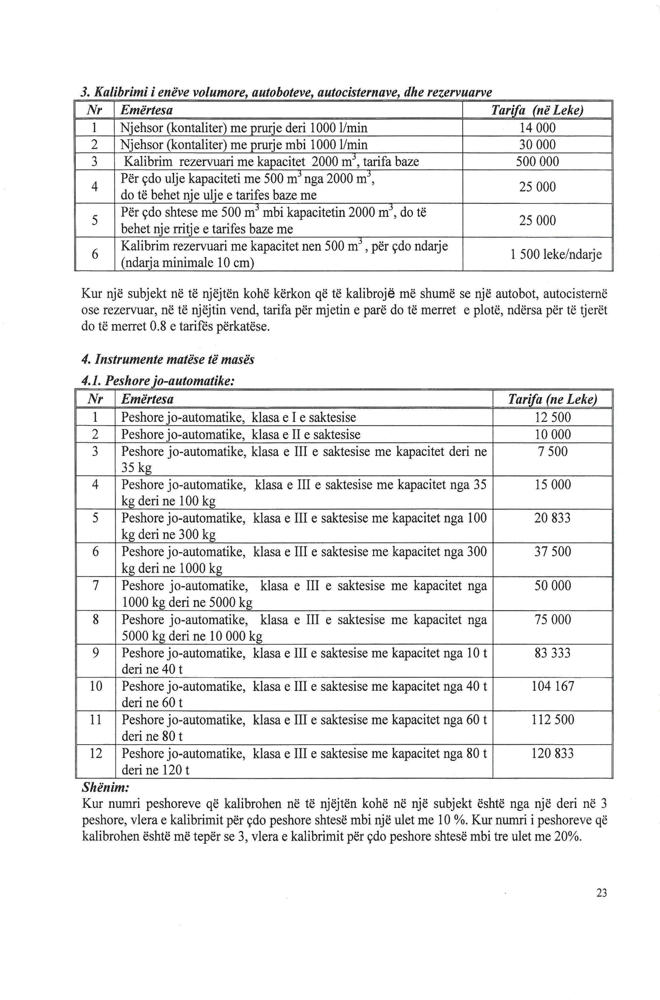 3. Kalibrimi i enëve volumore, autoboteve, autocisternave, dhe rezervuarve
Nr Emërtesa Tarifa (në Leke)
1 Njehsor (kontaliter) me prurje deri 1000 l/min 14 000
2 Njehsor (kontaliter) me prurje mbi 1000 l/min 30 000
3 Kalibrim rezervuari me kapacitet 2000 m³, tarifa baze 500 000
4 Për çdo ulje kapaciteti me 500 m³ nga 2000 m³, 25 000
do të behet nje ulje e tarifes baze me
5 Për çdo shtese me 500 m³ mbi kapacitetin 2000 m³, do të 25 000
behet nje rritje e tarifes baze me
6 Kalibrim rezervuari me kapacitet nen 500 m³ , për çdo ndarje 1 500 leke/ndarje
(ndarja minimale 10 cm)
Kur një subjekt në të njëjtën kohë kërkon që të kalibrojë më shumë se një autobot, autocisternë
ose rezervuar, në të njëjtin vend, tarifa për mjetin e parë do të merret e plotë, ndërsa për të tjerët
do të merret 0.8 e tarifës përkatëse.
4. Instrumente matëse të masës
4.1. Peshore jo-automatike:
Nr Emërtesa Tarifa (ne Leke)
1 Peshore jo-automatike, klasa e I e saktesise 12 500
2 Peshore jo-automatike, klasa e II e saktesise 10 000
3 Peshore jo-automatike, klasa e III e saktesise me kapacitet deri ne 7 500
35 kg
4 Peshore jo-automatike, klasa e III e saktesise me kapacitet nga 35 15 000
kg deri ne 100 kg
5 Peshore jo-automatike, klasa e III e saktesise me kapacitet nga 100 20 833
kg deri ne 300 kg
6 Peshore jo-automatike, klasa e III e saktesise me kapacitet nga 300 37 500
kg deri ne 1000 kg
7 Peshore jo-automatike, klasa e III e saktesise me kapacitet nga 50 000
1000 kg deri ne 5000 kg
8 Peshore jo-automatike, klasa e III e saktesise me kapacitet nga 75 000
5000 kg deri ne 10 000 kg
9 Peshore jo-automatike, klasa e III e saktesise me kapacitet nga 10 t 83 333
deri ne 40 t
10 Peshore jo-automatike, klasa e III e saktesise me kapacitet nga 40 t 104 167
deri ne 60 t
11 Peshore jo-automatike, klasa e III e saktesise me kapacitet nga 60 t 112 500
deri ne 80 t
12 Peshore jo-automatike, klasa e III e saktesise me kapacitet nga 80 t 120 833
deri ne 120 t
Shënim:
Kur numri peshoreve që kalibrohen në të njëjtën kohë në një subjekt është nga një deri në 3
peshore, vlera e kalibrimit për çdo peshore shtesë mbi një ulet me 10 %. Kur numri i peshoreve që
kalibrohen është më tepër se 3, vlera e kalibrimit për çdo peshore shtesë mbi tre ulet me 20%.
23